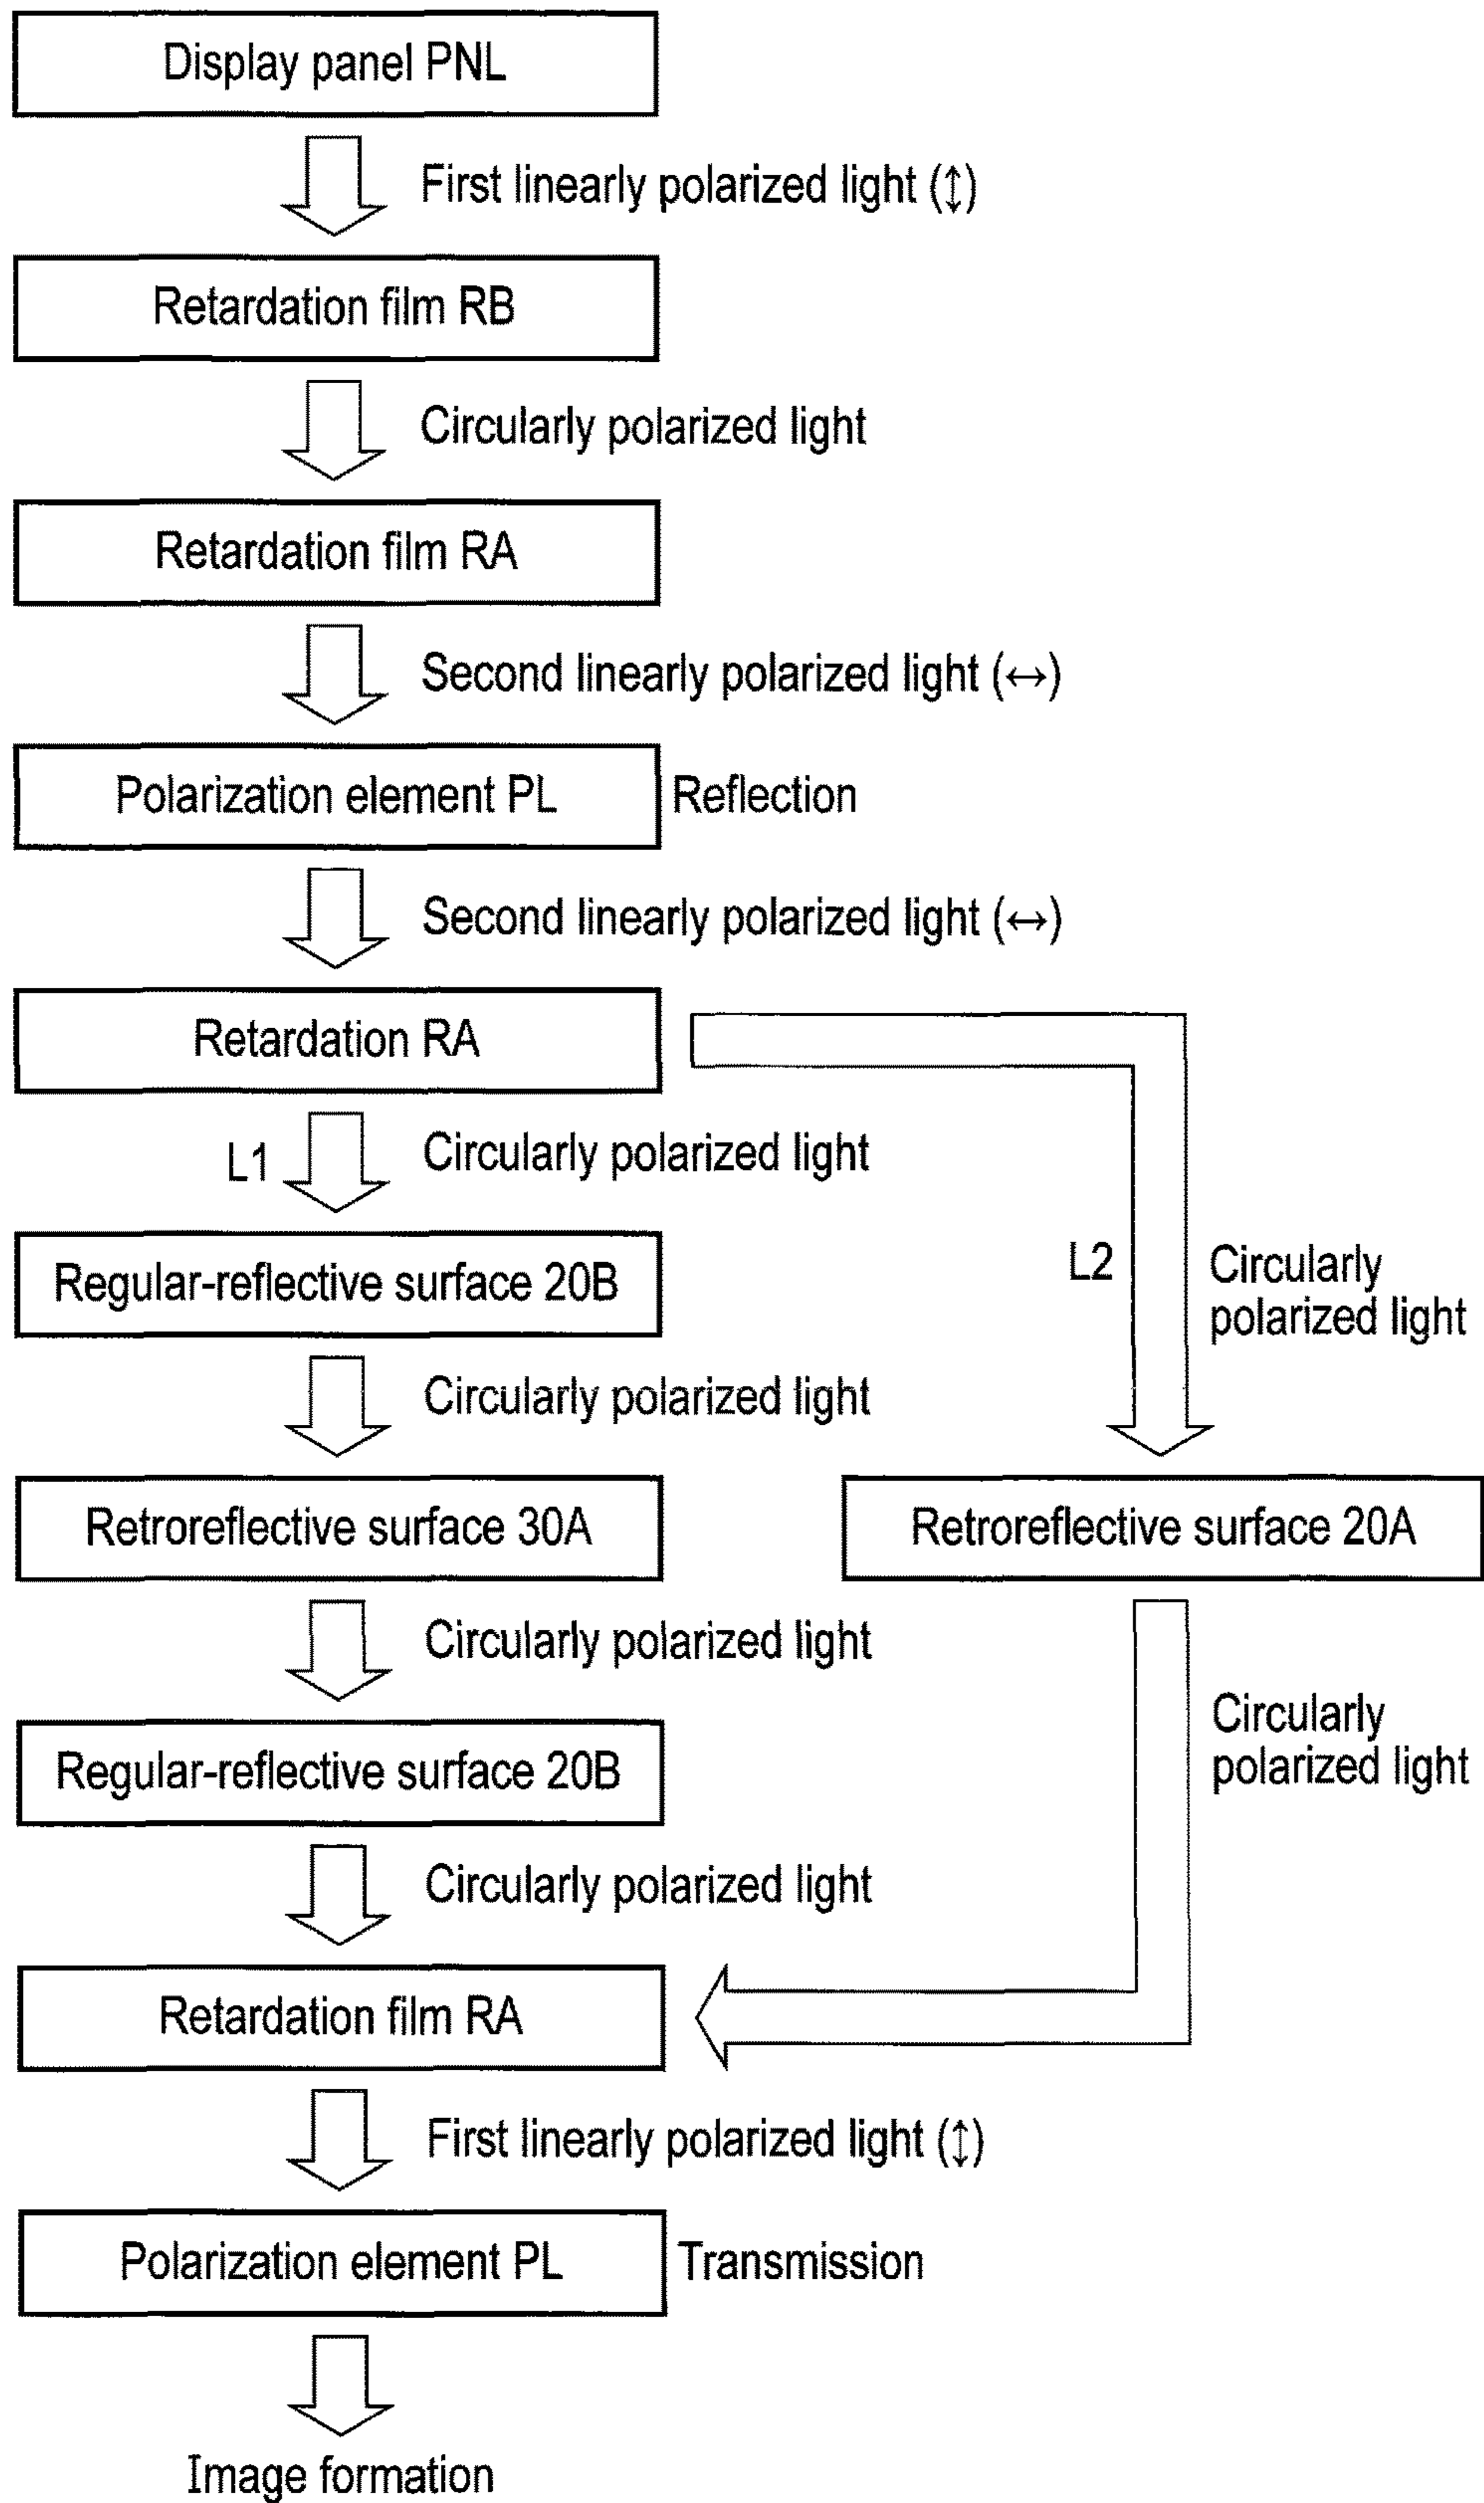 Display panel PNL
First linearly polarized light (↕)
Retardation film RB
Circularly polarized light
Retardation film RA
Second linearly polarized light (↔)
Polarization element PL
Reflection
Second linearly polarized light (↔)
Retardation RA
L1
Circularly polarized light
Regular-reflective surface 20B
L2
Circularly
polarized light
Circularly polarized light
Retroreflective surface 30A
Retroreflective surface 20A
Circularly polarized light
Regular-reflective surface 20B
Circularly
polarized light
Circularly polarized light
Retardation film RA
First linearly polarized light (↕)
Polarization element PL
Transmission
Image formation